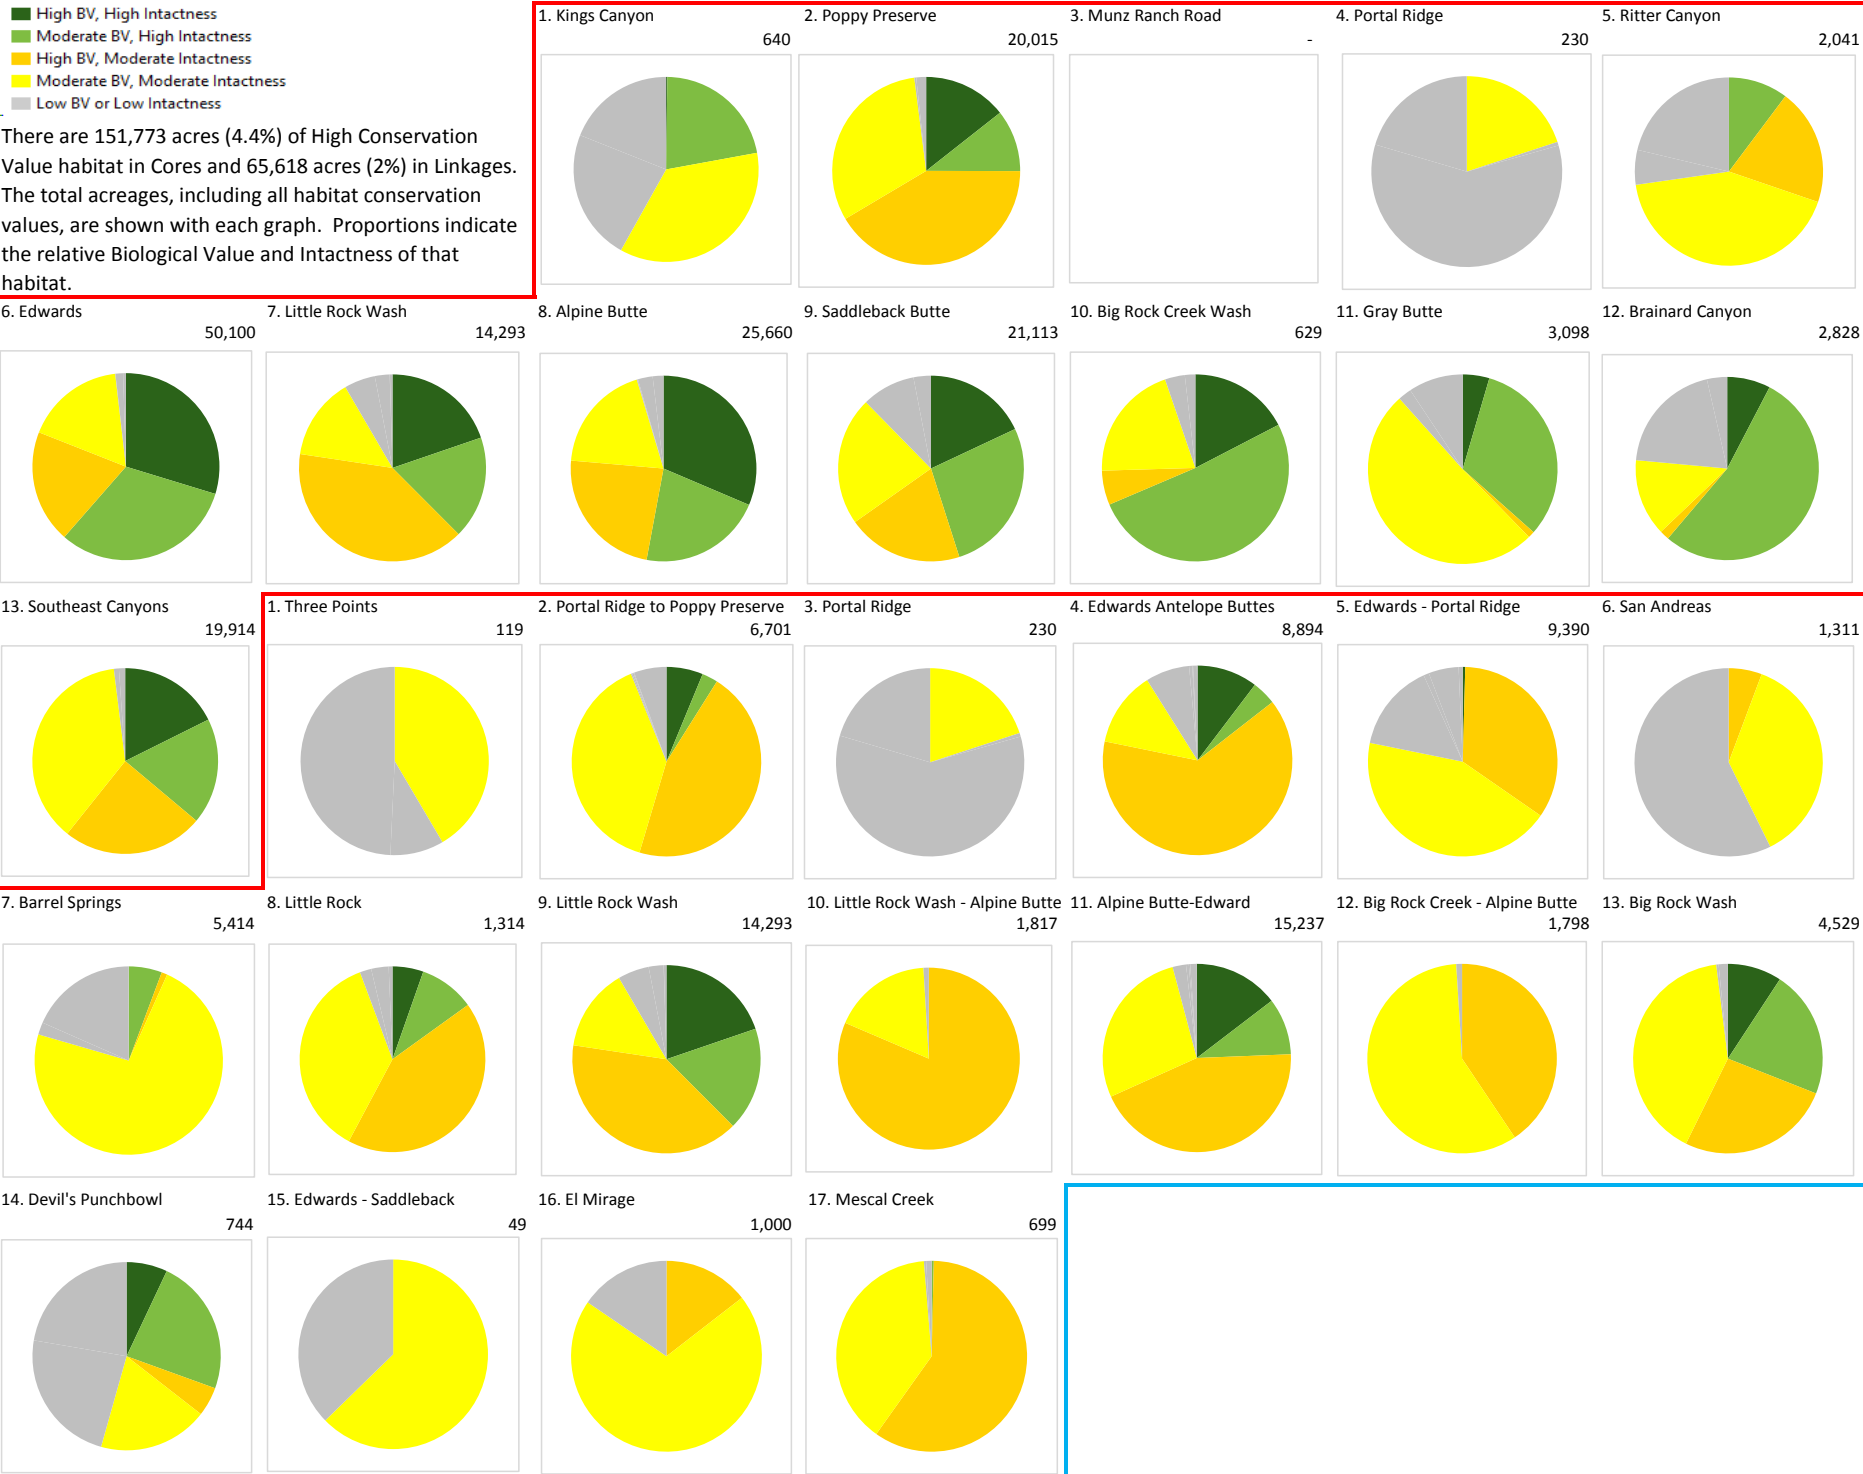 High BV, High Intactness
Moderate BV, High Intactness
High BV, Moderate Intactness
Moderate BV, Moderate Intactness
Low BV or Low Intactness
There are 151,773 acres (4.4%) of High Conservation
Value habitat in Cores and 65,618 acres (2%) in Linkages.
The total acreages, including all habitat conservation
values, are shown with each graph. Proportions indicate
the relative Biological Value and Intactness of that
habitat.
1. Kings Canyon
640
2. Poppy Preserve
20,015
3. Munz Ranch Road
-
4. Portal Ridge
230
5. Ritter Canyon
2,041
6. Edwards
50,100
7. Little Rock Wash
14,293
8. Alpine Butte
25,660
9. Saddleback Butte
21,113
10. Big Rock Creek Wash
629
11. Gray Butte
3,098
12. Brainard Canyon
2,828
13. Southeast Canyons
19,914
1. Three Points
119
2. Portal Ridge to Poppy Preserve
6,701
3. Portal Ridge
230
4. Edwards Antelope Buttes
8,894
5. Edwards - Portal Ridge
9,390
6. San Andreas
1,311
7. Barrel Springs
5,414
8. Little Rock
1,314
9. Little Rock Wash
14,293
10. Little Rock Wash - Alpine Butte
1,817
11. Alpine Butte-Edward
15,237
12. Big Rock Creek - Alpine Butte
1,798
13. Big Rock Wash
4,529
14. Devil's Punchbowl
744
15. Edwards - Saddleback
49
16. El Mirage
1,000
17. Mescal Creek
699